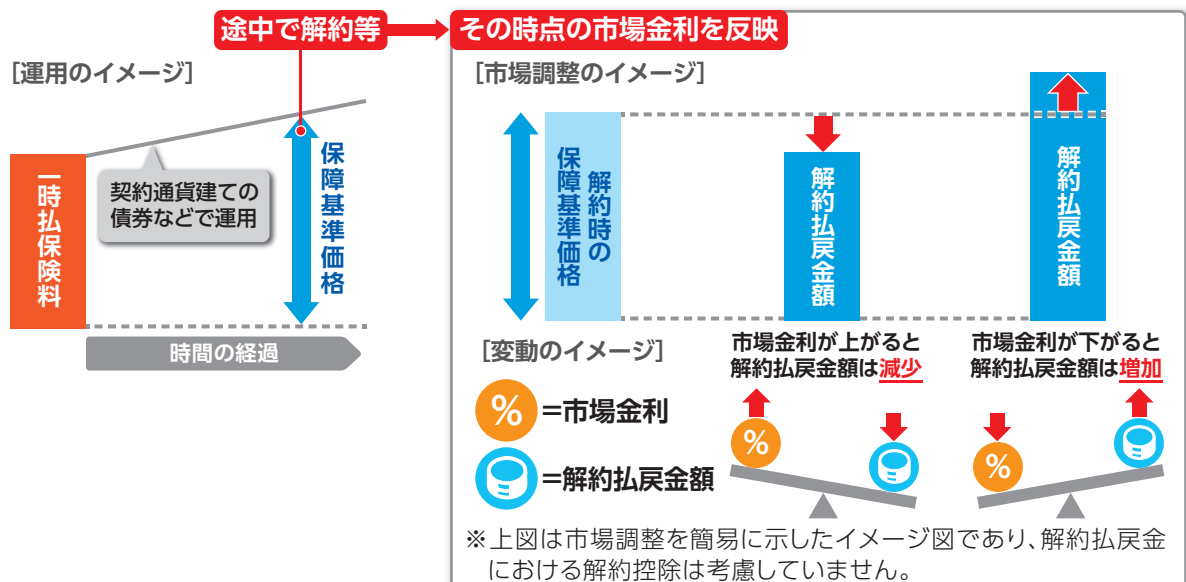 途中で解約等
その時点の市場金利を反映
[運用のイメージ]
一時払保険料
契約通貨建ての
債券などで運用
保障基準価格
時間の経過
[市場調整のイメージ]
解約時の
保障基準価格
解約払戻金額
解約払戻金額
市場金利が上がると
解約払戻金額は減少
市場金利が下がると
解約払戻金額は増加
[変動のイメージ]
%=市場金利
=解約払戻金額
%
%
※上図は市場調整を簡易に示したイメージ図であり、解約払戻金
における解約控除は考慮していません。